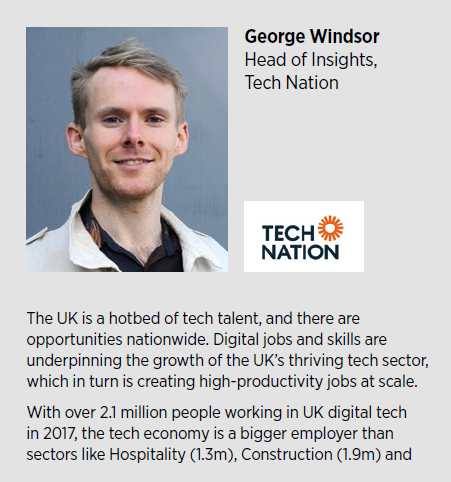 George Windsor
Head of Insights,
Tech Nation
TECH
NATION
The UK is a hotbed of tech talent, and there are
opportunities nationwide. Digital jobs and skills are
underpinning the growth of the UK's thriving tech sector,
which in turn is creating high-productivity jobs at scale.
With over 2.1 million people working in UK digital tech
in 2017, the tech economy is a bigger employer than
sectors like Hospitality (1.3m), Construction (1.9m) and